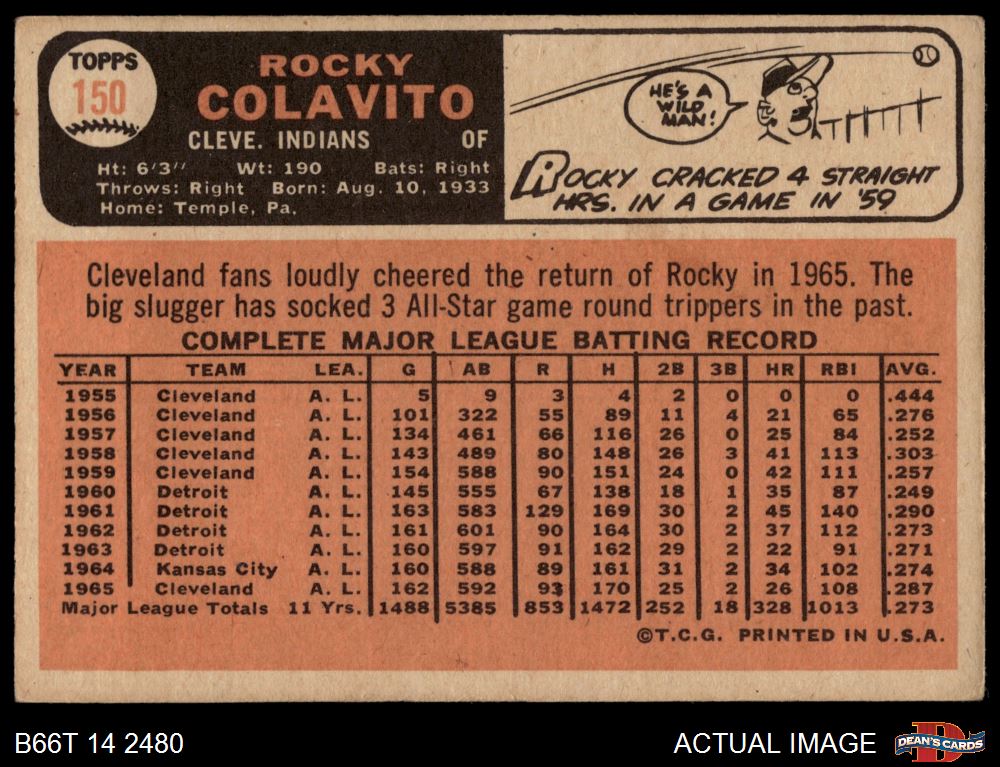 TOPPS
150
ROCKY
COLAVITO
CLEVE. INDIANS OF
Ht: 6'3" Wt: 190 Bats: Right
Throws: Right Born: Aug. 10, 1933
Home: Temple, Pa.
HE'S A
WILD
MAN!
ROCKY CRACKED 4 STRAIGHT
HRS. IN A GAME IN '59
Cleveland fans loudly cheered the return of Rocky in 1965. The
big slugger has socked 3 All-Star game round trippers in the past.
COMPLETE MAJOR LEAGUE BATTING RECORD
YEAR TEAM LEA. G AB R H 2B 3B HR RBI AVG.
1955 Cleveland A. L. 5 9 3 4 2 0 0 0 .444
1956 Cleveland A. L. 101 322 55 89 11 4 21 65 .276
1957 Cleveland A. L. 134 461 66 116 26 0 25 84 .252
1958 Cleveland A. L. 143 489 80 148 26 3 41 113 .303
1959 Cleveland A. L. 154 588 90 151 24 0 42 111 .257
1960 Detroit A. L. 145 555 67 138 18 1 35 87 .249
1961 Detroit A. L. 163 583 129 169 30 2 45 140 .290
1962 Detroit A. L. 161 601 90 164 30 2 37 112 .273
1963 Detroit A. L. 160 597 91 162 29 2 22 91 .271
1964 Kansas City A. L. 160 588 89 161 31 2 34 102 .274
1965 Cleveland A. L. 162 592 93 170 25 2 26 108 .287
Major League Totals 11 Yrs. 1488 5385 853 1472 252 18 328 1013 .273
©T.C.G. PRINTED IN U.S.A.
B66T 14 2480
ACTUAL IMAGE
DEAN'S CARDS